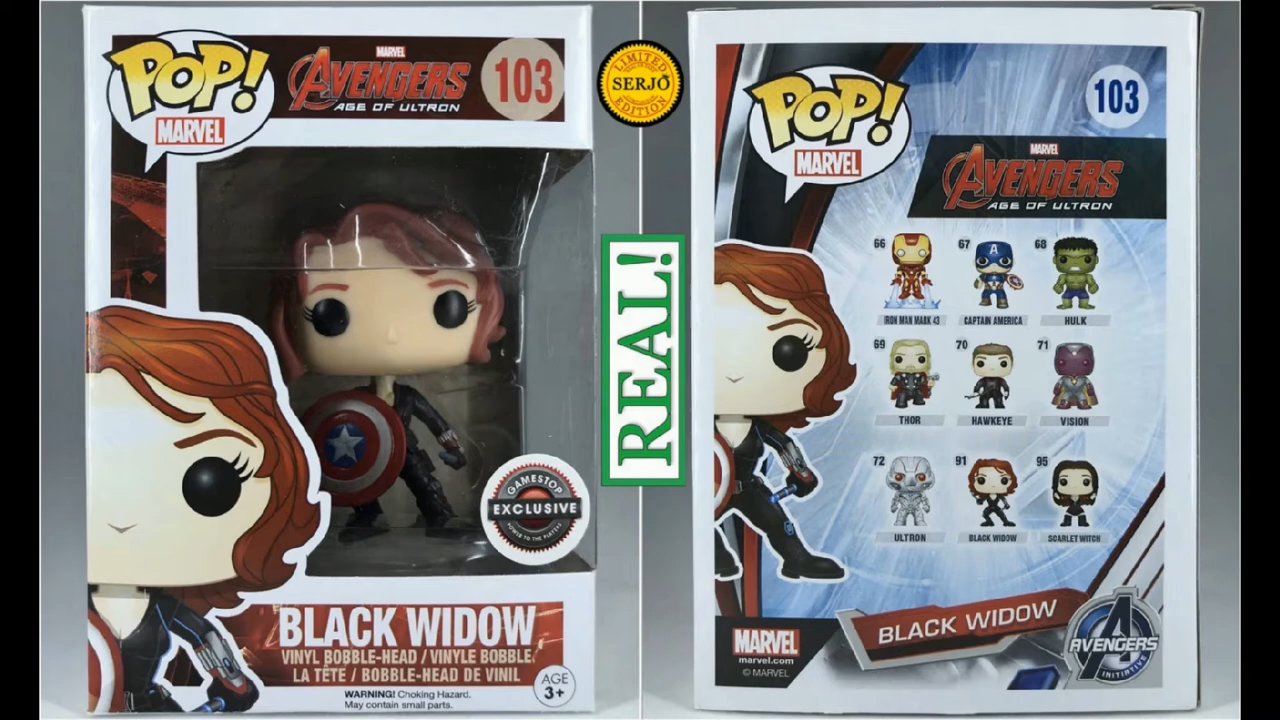 POP!
MARVEL
MARVEL
AVENGERS
AGE OF ULTRON
103
GAMESTOP
EXCLUSIVE
POWER TO THE PLAYERS
BLACK WIDOW
VINYL BOBBLE-HEAD / VINYLE BOBBLE
LA TÊTE / BOBBLE-HEAD DE VINIL
WARNING! Choking Hazard.
May contain small parts.
AGE
3+
LIMITED
SERJO
EDITION
REAL!
POP!
MARVEL
103
MARVEL
AVENGERS
AGE OF ULTRON
66 67 68
IRON MAN MARK 43 CAPTAIN AMERICA HULK
69 70 71
THOR HAWKEYE VISION
72 91 95
ULTRON BLACK WIDOW SCARLET WITCH
BLACK WIDOW
MARVEL
marvel.com
© MARVEL
AVENGERS
INITIATIVE